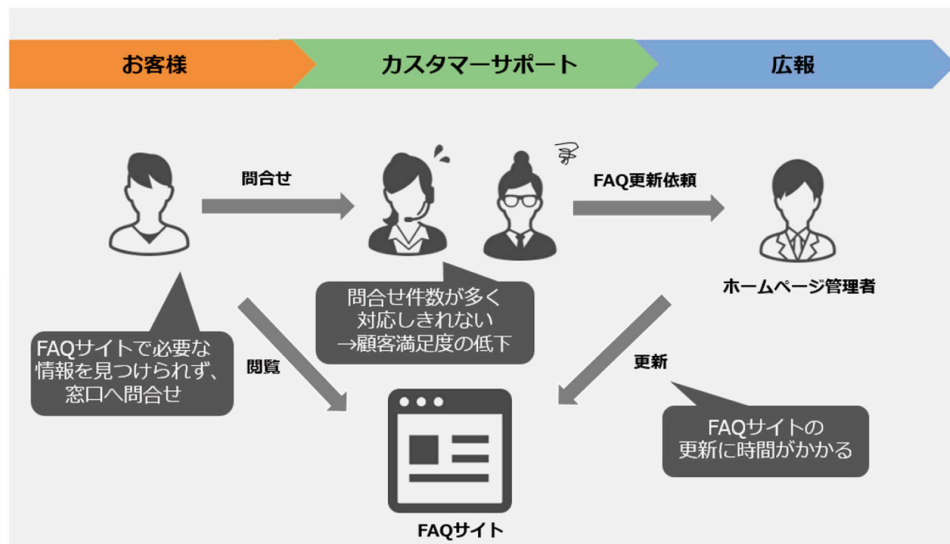 お客様
カスタマーサポート
広報
問合せ
FAQ更新依頼
ホームページ管理者
問合せ件数が多く
対応しきれない
→顧客満足度の低下
FAQサイトで必要な
情報を見つけられず、
窓口へ問合せ
閲覧
更新
FAQサイトの
更新に時間がかかる
FAQサイト